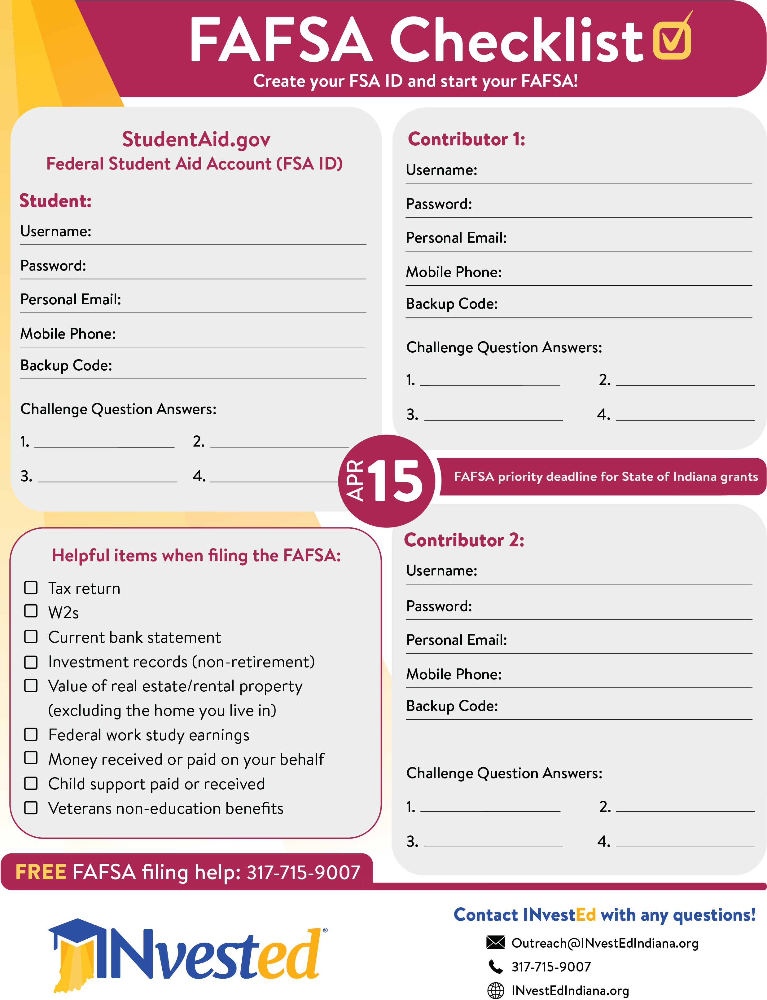 FAFSA Checklist
Create your FSA ID and start your FAFSA!
StudentAid.gov
Federal Student Aid Account (FSA ID)
Student:
Username:
Password:
Personal Email:
Mobile Phone:
Backup Code:
Challenge Question Answers:
1. 2.
3. 4.
Contributor 1:
Username:
Password:
Personal Email:
Mobile Phone:
Backup Code:
Challenge Question Answers:
1. 2.
3. 4.
APR 15
FAFSA priority deadline for State of Indiana grants
Helpful items when filing the FAFSA:
Tax return
W2s
Current bank statement
Investment records (non-retirement)
Value of real estate/rental property
(excluding the home you live in)
Federal work study earnings
Money received or paid on your behalf
Child support paid or received
Veterans non-education benefits
Contributor 2:
Username:
Password:
Personal Email:
Mobile Phone:
Backup Code:
Challenge Question Answers:
1. 2.
3. 4.
FREE FAFSA filing help: 317-715-9007
INvested®
Contact INvestEd with any questions!
Outreach@INvestEdIndiana.org
317-715-9007
INvestEdIndiana.org